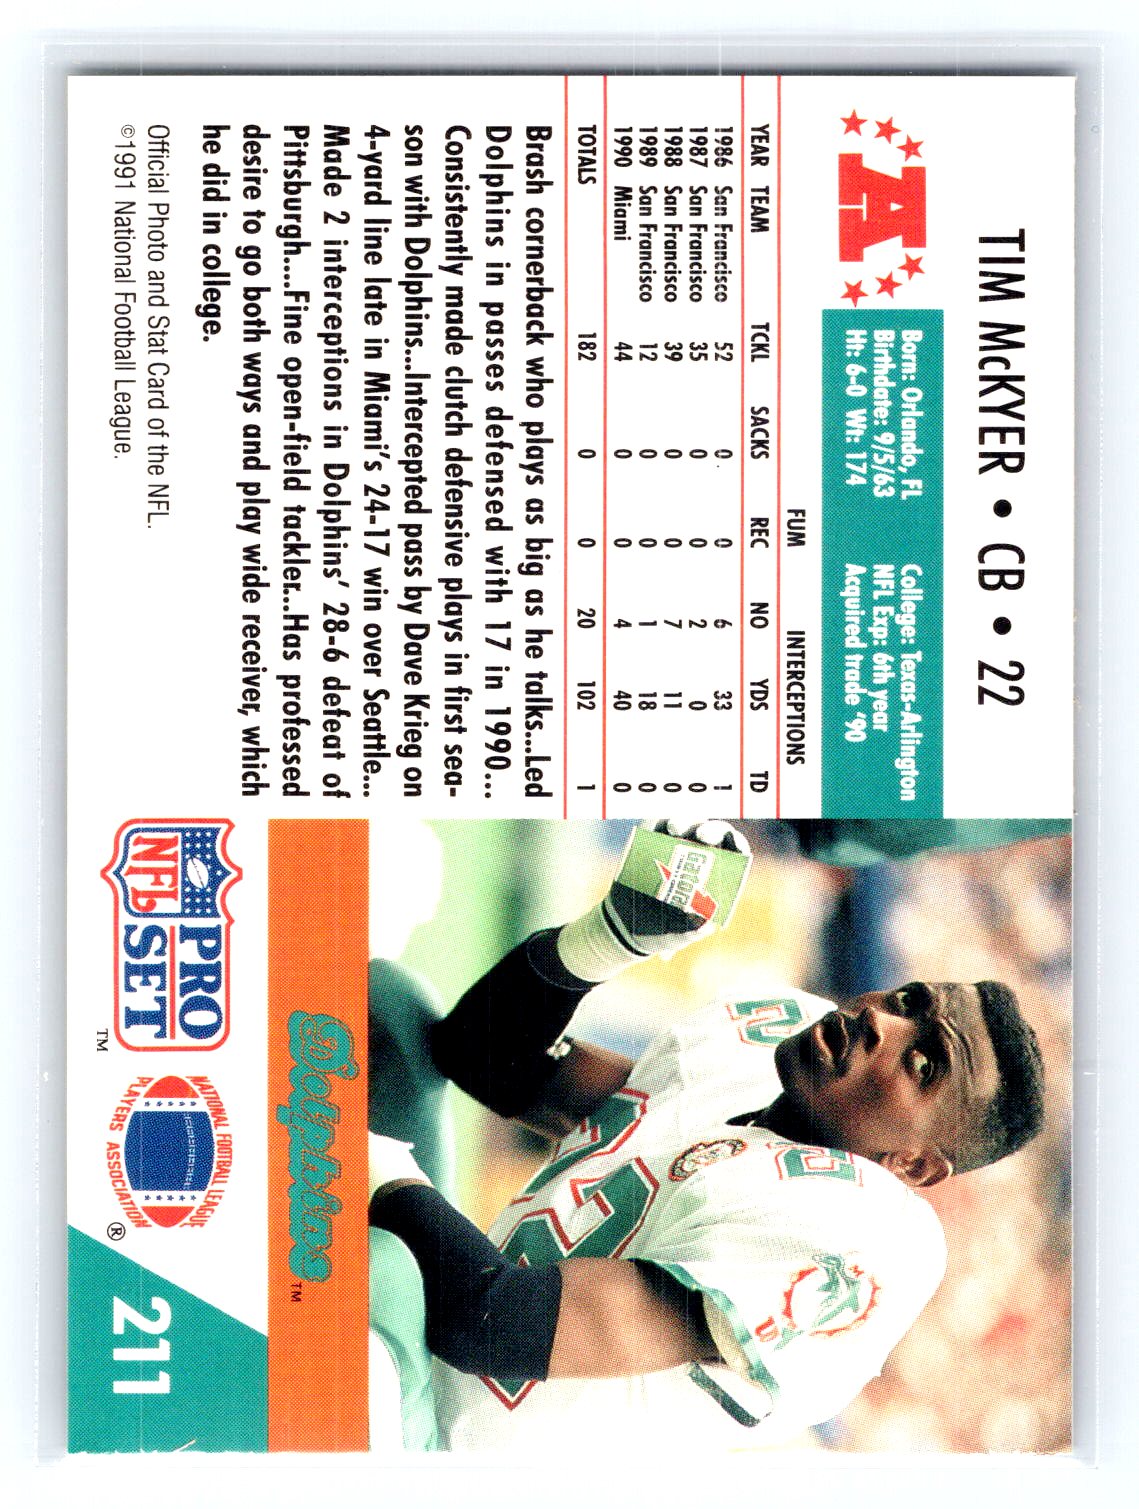 TIM McKYER • CB • 22
A
Born: Orlando, FL
Birthdate: 9/5/63
Ht: 6-0 Wt: 174
College: Texas-Arlington
NFL Exp: 6th year
Acquired trade '90
FUM INTERCEPTIONS
YEAR TEAM TCKL SACKS REC NO YDS TD
1986 San Francisco 52 0 0 6 33 1
1987 San Francisco 35 0 0 2 0 0
1988 San Francisco 39 0 0 7 11 0
1989 San Francisco 12 0 0 1 18 0
1990 Miami 44 0 0 4 40 0
TOTALS 182 0 0 20 102 1
Brash cornerback who plays as big as he talks...Led
Dolphins in passes defensed with 17 in 1990...
Consistently made clutch defensive plays in first sea-
son with Dolphins...Intercepted pass by Dave Krieg on
4-yard line late in Miami's 24-17 win over Seattle...
Made 2 interceptions in Dolphins' 28-6 defeat of
Pittsburgh....Fine open-field tackler...Has professed
desire to go both ways and play wide receiver, which
he did in college.
Official Photo and Stat Card of the NFL.
©1991 National Football League.
22
Dolphins™
NFL
PRO
SET™
NATIONAL FOOTBALL LEAGUE
PLAYERS ASSOCIATION®
211